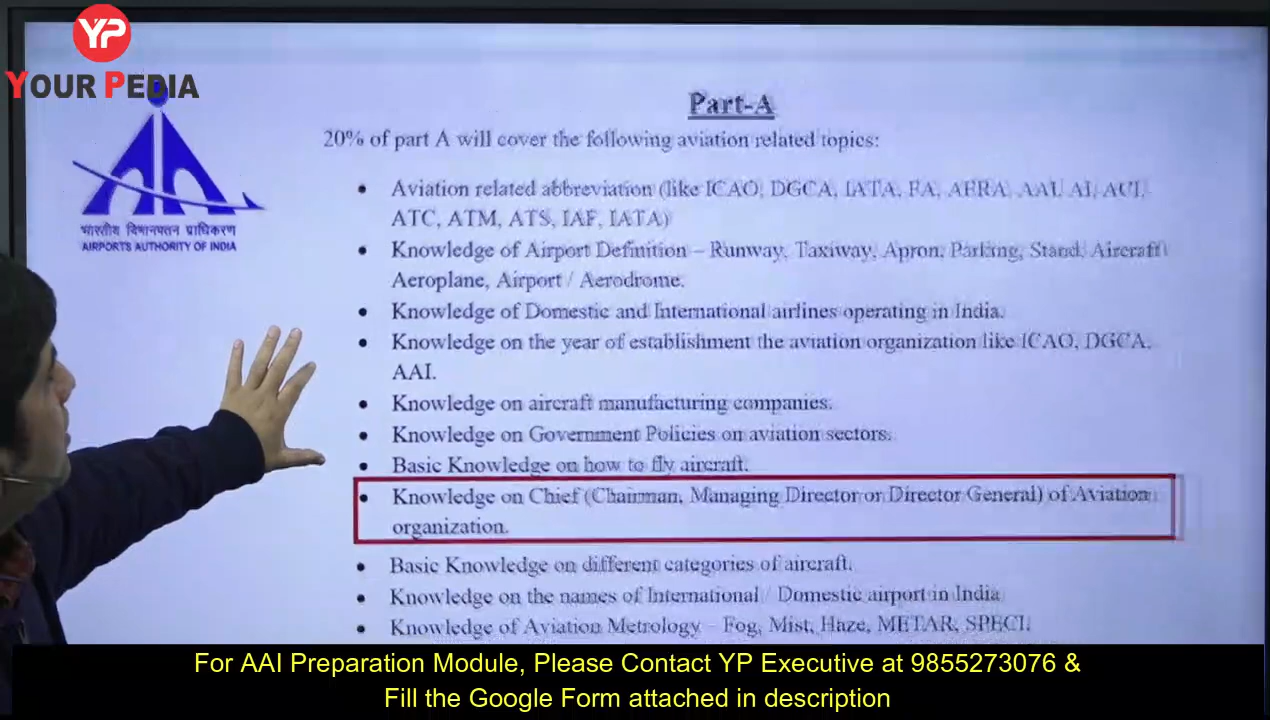 YP
YOUR PEDIA
भारतीय विमानपत्तन प्राधिकरण
AIRPORTS AUTHORITY OF INDIA
Part-A
20% of part A will cover the following aviation related topics:
• Aviation related abbreviation (like ICAO, DGCA, IATA, FA, AERA, AAI, AI, ACI,
ATC, ATM, ATS, IAF, IATA)
• Knowledge of Airport Definition – Runway, Taxiway, Apron, Parking, Stand, Aircraft/
Aeroplane, Airport / Aerodrome.
• Knowledge of Domestic and International airlines operating in India.
• Knowledge on the year of establishment the aviation organization like ICAO, DGCA,
AAI.
• Knowledge on aircraft manufacturing companies.
• Knowledge on Government Policies on aviation sectors.
• Basic Knowledge on how to fly aircraft.
• Knowledge on Chief (Chairman, Managing Director or Director General) of Aviation
organization.
• Basic Knowledge on different categories of aircraft.
• Knowledge on the names of International / Domestic airport in India
• Knowledge of Aviation Metrology – Fog, Mist, Haze, METAR, SPECI.
For AAI Preparation Module, Please Contact YP Executive at 9855273076 &
Fill the Google Form attached in description